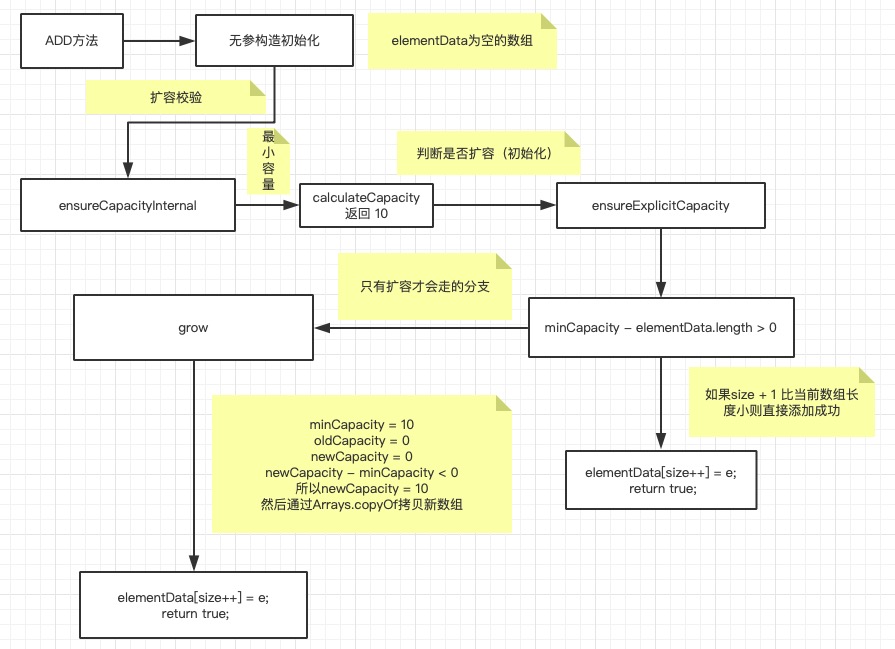 ADD方法
无参构造初始化
elementData为空的数组
扩容校验
最
小
容
量
判断是否扩容（初始化）
ensureCapacityInternal
calculateCapacity
返回 10
ensureExplicitCapacity
只有扩容才会走的分支
grow
minCapacity - elementData.length > 0
如果size + 1 比当前数组长
度小则直接添加成功
minCapacity = 10
oldCapacity = 0
newCapacity = 0
newCapacity - minCapacity < 0
所以newCapacity = 10
然后通过Arrays.copyOf拷贝新数组
elementData[size++] = e;
return true;
elementData[size++] = e;
return true;